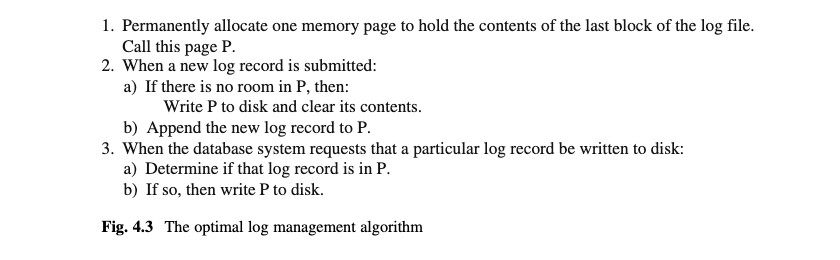 1. Permanently allocate one memory page to hold the contents of the last block of the log file.
Call this page P.
2. When a new log record is submitted:
a) If there is no room in P, then:
Write P to disk and clear its contents.
b) Append the new log record to P.
3. When the database system requests that a particular log record be written to disk:
a) Determine if that log record is in P.
b) If so, then write P to disk.
Fig. 4.3 The optimal log management algorithm